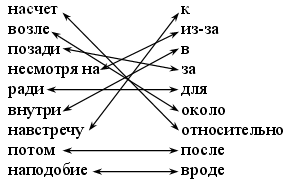 насчет к
возле из-за
позади в
несмотря на за
ради для
внутри около
навстречу относительно
потом после
наподобие вроде